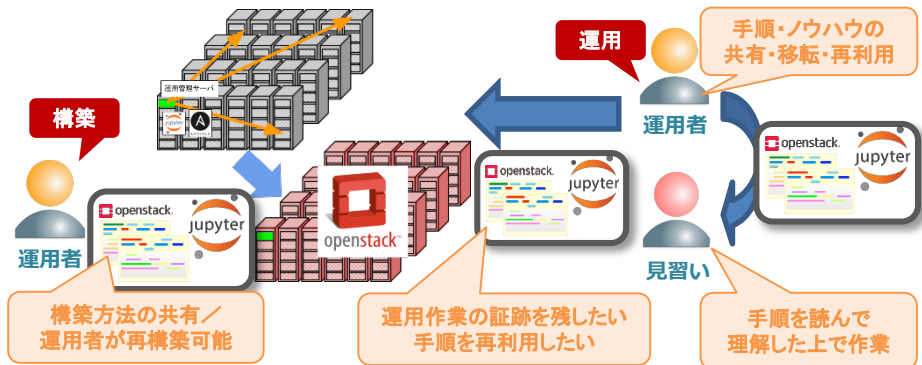 運用管理サーバ
jupyter
ANSIBLE
構築
運用者
openstack.
jupyter
構築方法の共有／
運用者が再構築可能
openstack™
運用
運用者
手順・ノウハウの
共有・移転・再利用
openstack.
jupyter
運用作業の証跡を残したい
手順を再利用したい
openstack.
jupyter
見習い
手順を読んで
理解した上で作業